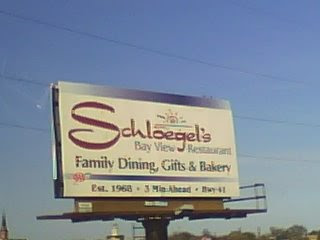 Schloegel's
Bay View Restaurant
Family Dining, Gifts & Bakery
Est. 1968 • 3 Min Ahead • Hwy 41